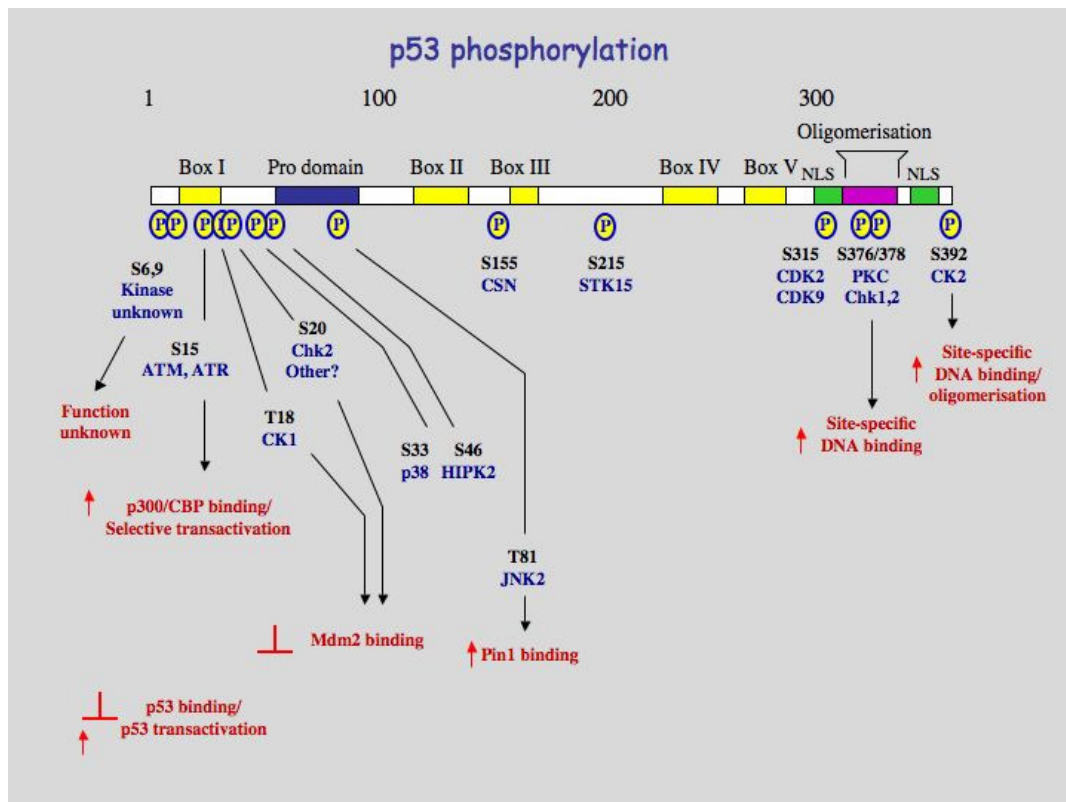 p53 phosphorylation
1 100 200 300
Oligomerisation
Box I Pro domain Box II Box III Box IV Box V NLS NLS
P P P P P P P P P P P P P P
S6,9
Kinase
unknown
Function
unknown
S15
ATM, ATR
p300/CBP binding/
Selective transactivation
T18
CK1
S20
Chk2
Other?
Mdm2 binding
p53 binding/
p53 transactivation
S33
p38
S46
HIPK2
T81
JNK2
Pin1 binding
S155
CSN
S215
STK15
S315
CDK2
CDK9
S376/378
PKC
Chk1,2
Site-specific
DNA binding
S392
CK2
Site-specific
DNA binding/
oligomerisation